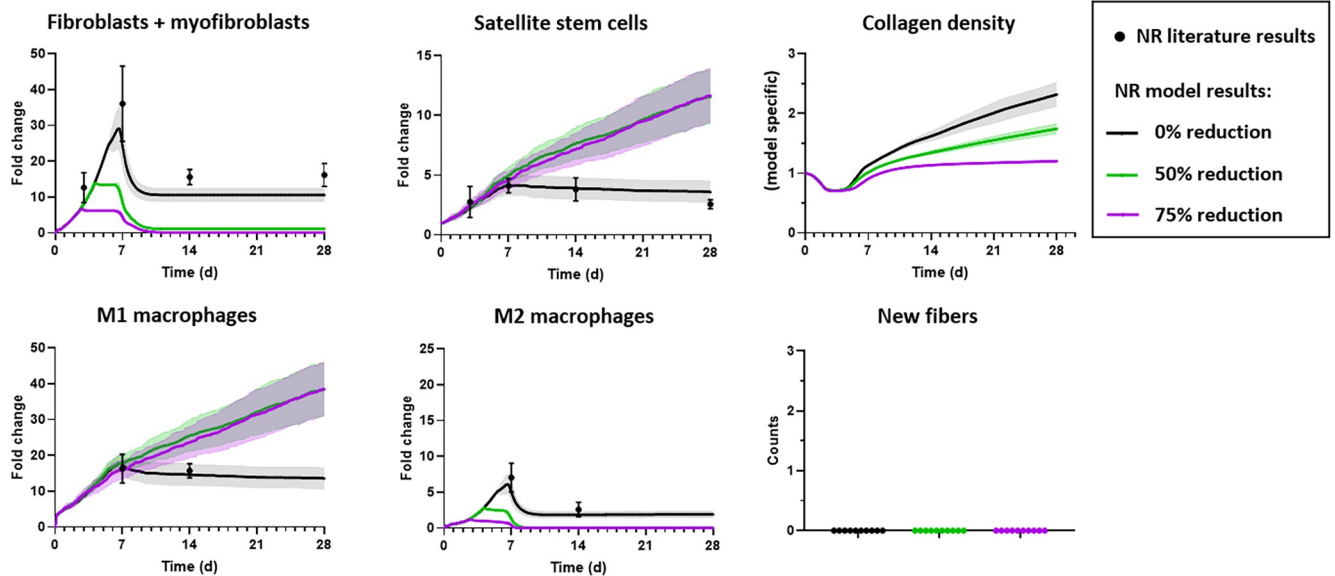 Fibroblasts + myofibroblasts
Fold change
50
40
30
20
10
0
0 7 14 21 28
Time (d)
Satellite stem cells
Fold change
15
10
5
0
0 7 14 21 28
Time (d)
Collagen density
(model specific)
3
2
1
0
0 7 14 21 28
Time (d)
NR literature results
NR model results:
0% reduction
50% reduction
75% reduction
M1 macrophages
Fold change
50
40
30
20
10
0
0 7 14 21 28
Time (d)
M2 macrophages
Fold change
25
20
15
10
5
0
0 7 14 21 28
Time (d)
New fibers
Counts
3
2
1
0